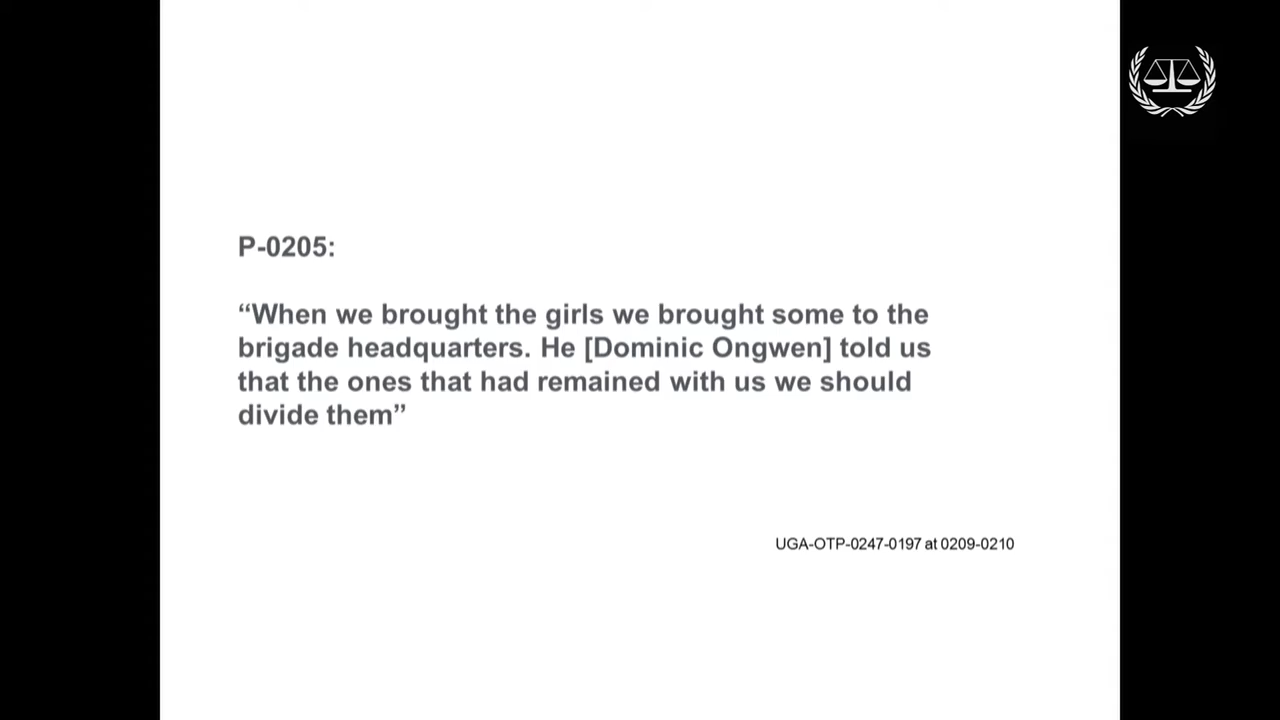 P-0205:
“When we brought the girls we brought some to the
brigade headquarters. He [Dominic Ongwen] told us
that the ones that had remained with us we should
divide them”
UGA-OTP-0247-0197 at 0209-0210